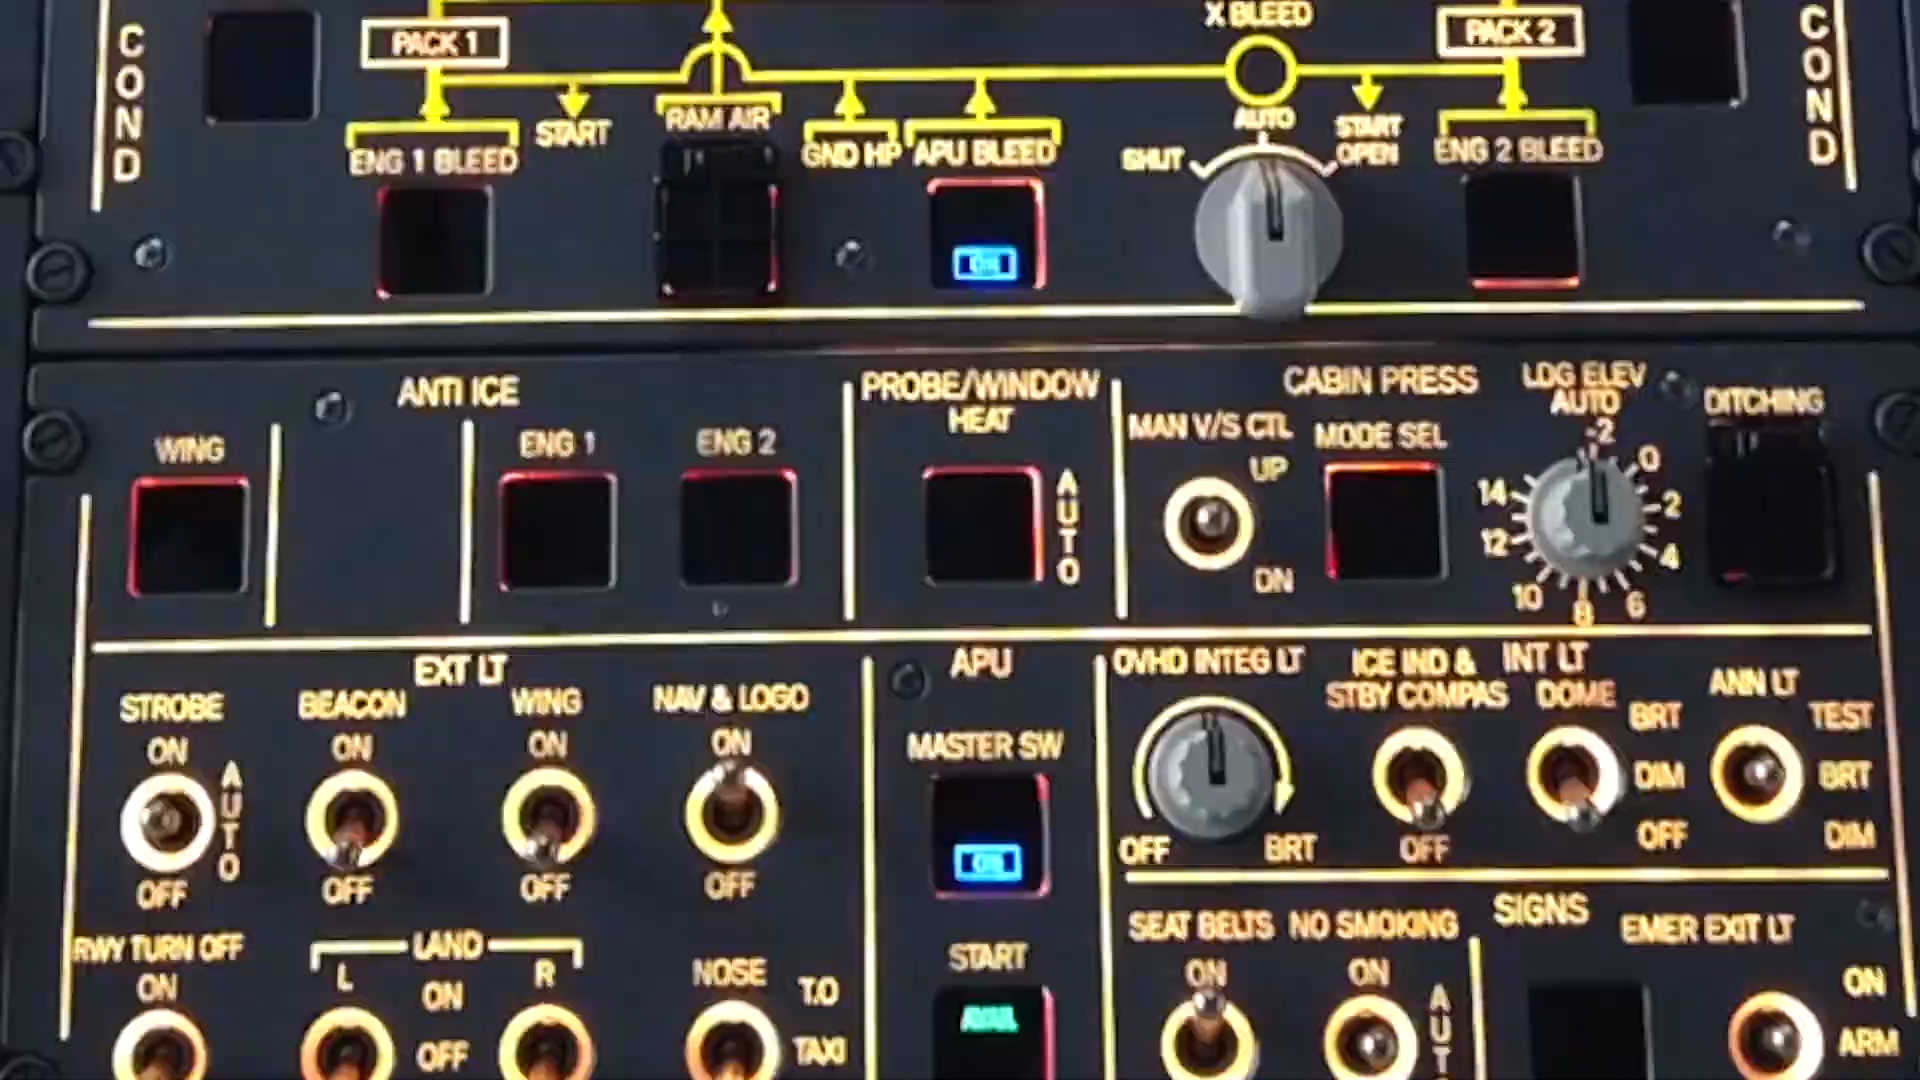 X BLEED
PACK 1
PACK 2
COND
COND
RAM AIR
AUTO
START
START
GND HP
APU BLEED
SHUT
OPEN
ENG 1 BLEED
ENG 2 BLEED
ON
ANTI ICE
PROBE/WINDOW
HEAT
CABIN PRESS
LDG ELEV
AUTO
DITCHING
WING
ENG 1
ENG 2
MAN V/S CTL
MODE SEL
-2
UP
0
AUTO
14
2
12
4
DN
10
8
6
EXT LT
APU
OVHD INTEG LT
ICE IND &
STBY COMPAS
INT LT
DOME
ANN LT
STROBE
BEACON
WING
NAV & LOGO
BRT
TEST
ON
ON
ON
ON
MASTER SW
AUTO
DIM
BRT
OFF
BRT
OFF
OFF
DIM
ON
OFF
OFF
OFF
OFF
SIGNS
SEAT BELTS
NO SMOKING
EMER EXIT LT
RWY TURN OFF
LAND
START
ON
L
R
NOSE
ON
ON
ON
ON
T.O
AUT
AVAIL
OFF
TAXI
ARM